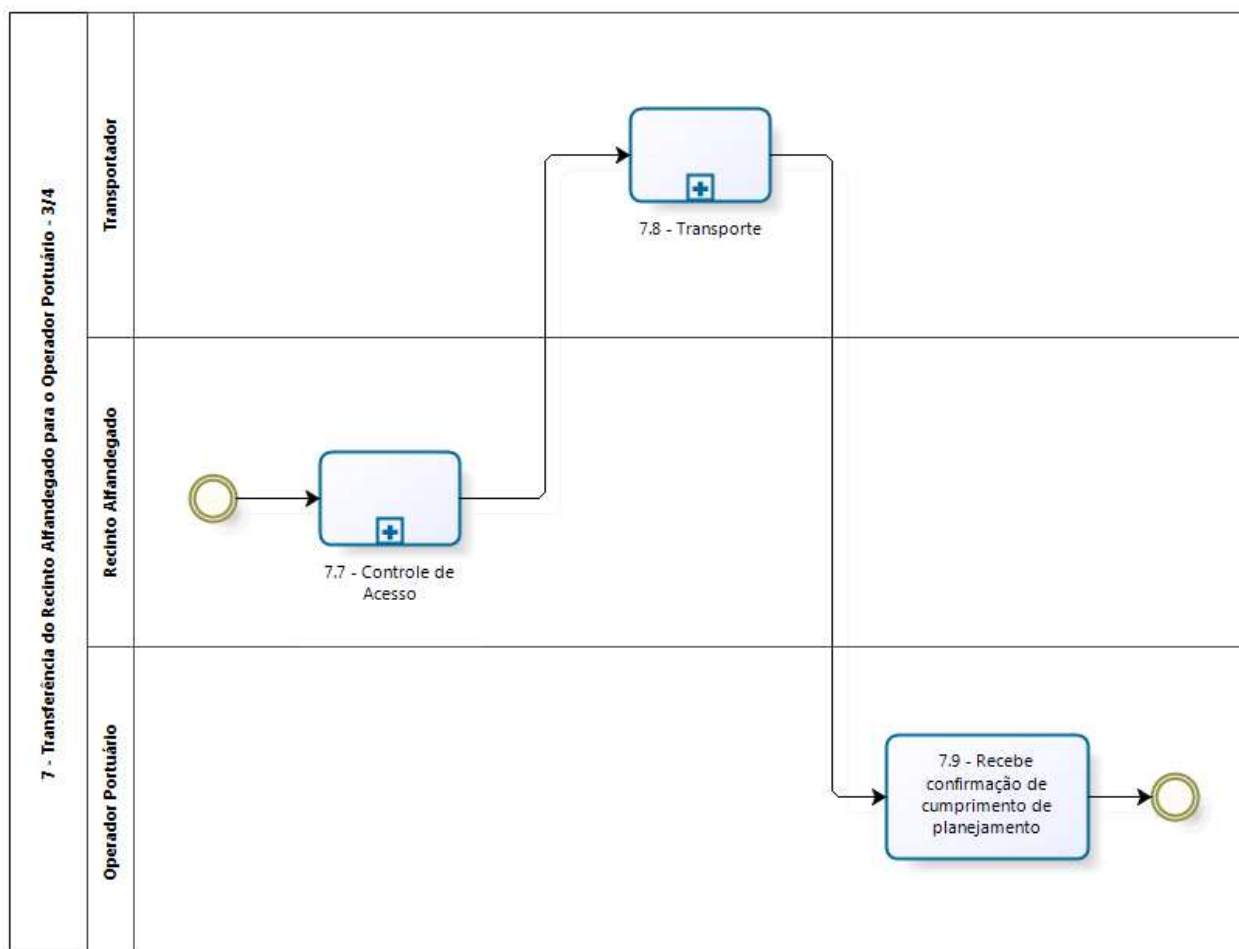 7 - Transferência do Recinto Alfandegado para o Operador Portuário - 3/4
Transportador
7.8 - Transporte
Recinto Alfandegado
7.7 - Controle de
Acesso
Operador Portuário
7.9 - Recebe
confirmação de
cumprimento de
planejamento